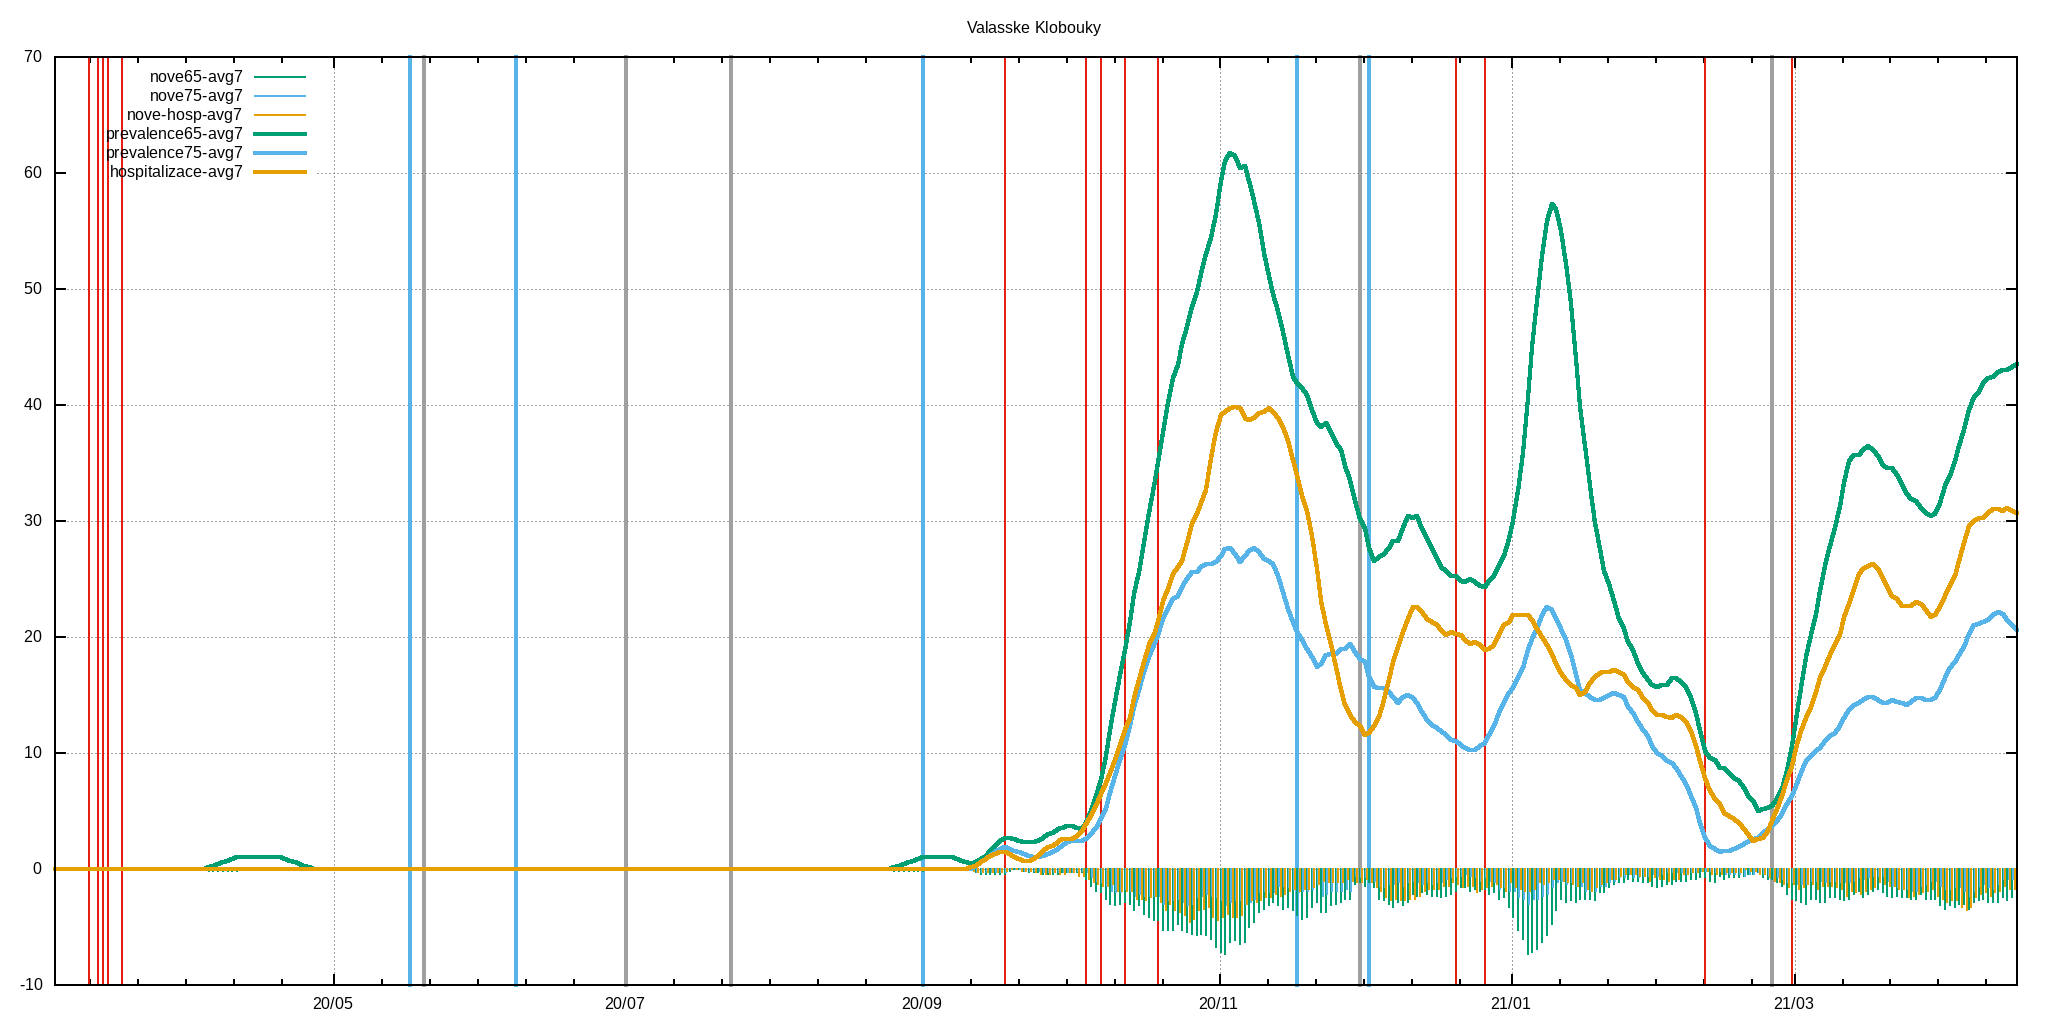 Valasske Klobouky
70
60
50
40
30
20
10
0
-10
nove65-avg7
nove75-avg7
nove-hosp-avg7
prevalence65-avg7
prevalence75-avg7
hospitalizace-avg7
20/05 20/07 20/09 20/11 21/01 21/03